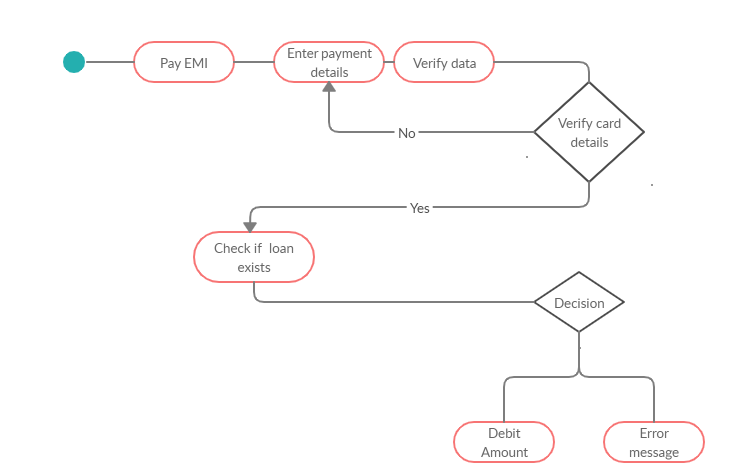 Pay EMI
Enter payment
details
Verify data
Verify card
details
No
Yes
Check if loan
exists
Decision
Debit
Amount
Error
message